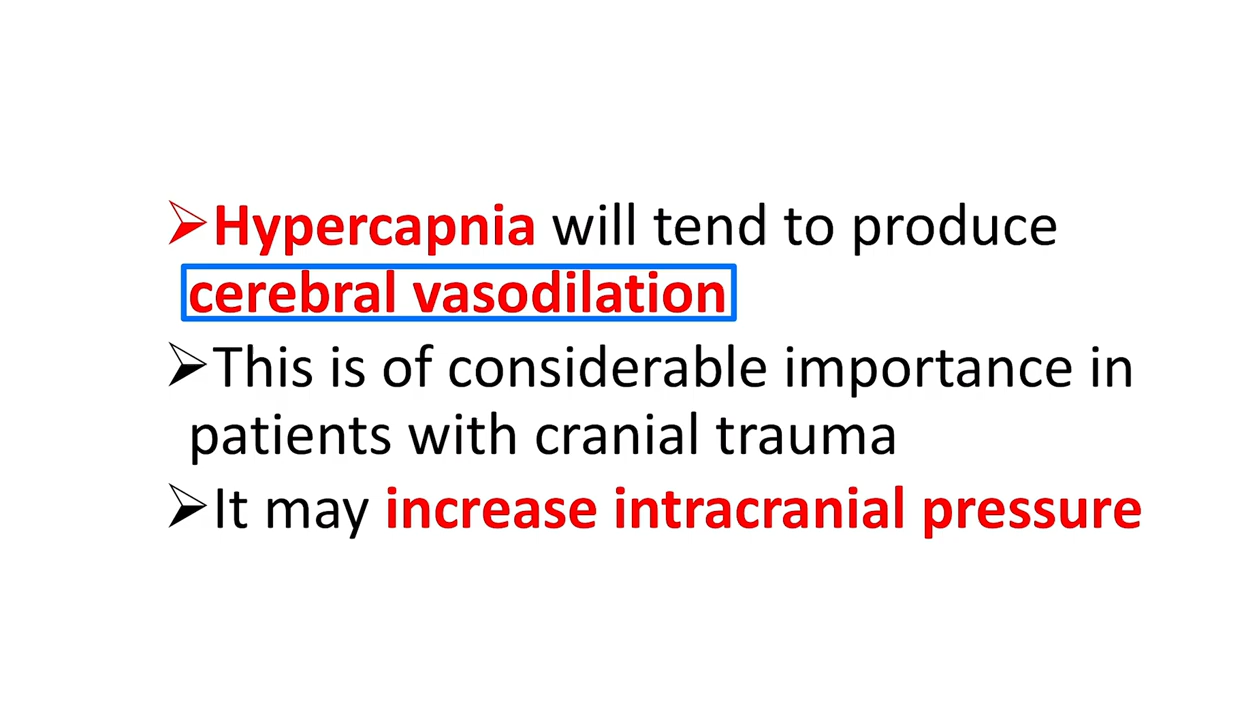 ➢Hypercapnia will tend to produce
cerebral vasodilation
➢This is of considerable importance in
patients with cranial trauma
➢It may increase intracranial pressure